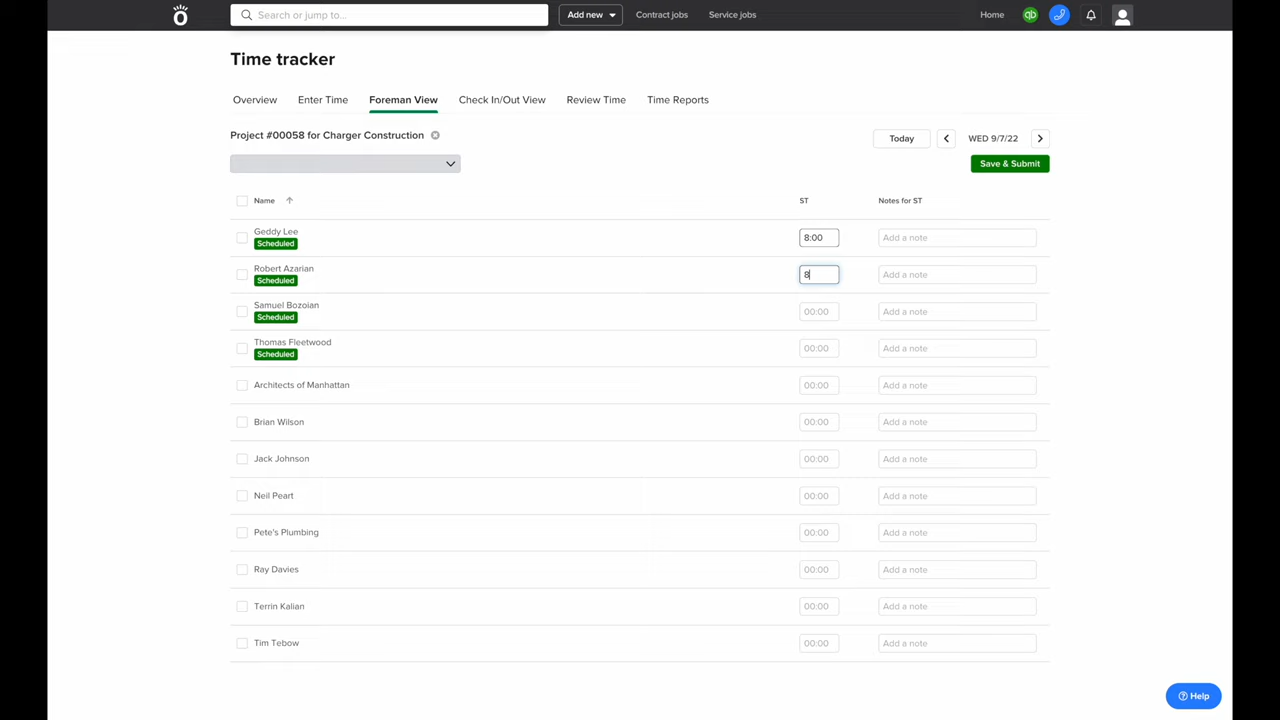 Search or jump to...
Add new
Contract jobs
Service jobs
Home
qb
Time tracker
Overview
Enter Time
Foreman View
Check In/Out View
Review Time
Time Reports
Project #00058 for Charger Construction
Today
WED 9/7/22
Save & Submit
Name
ST
Notes for ST
Geddy Lee
Scheduled
8:00
Add a note
Robert Azarian
Scheduled
8
Add a note
Samuel Bozoian
Scheduled
00:00
Add a note
Thomas Fleetwood
Scheduled
00:00
Add a note
Architects of Manhattan
00:00
Add a note
Brian Wilson
00:00
Add a note
Jack Johnson
00:00
Add a note
Neil Peart
00:00
Add a note
Pete's Plumbing
00:00
Add a note
Ray Davies
00:00
Add a note
Terrin Kalian
00:00
Add a note
Tim Tebow
00:00
Add a note
Help